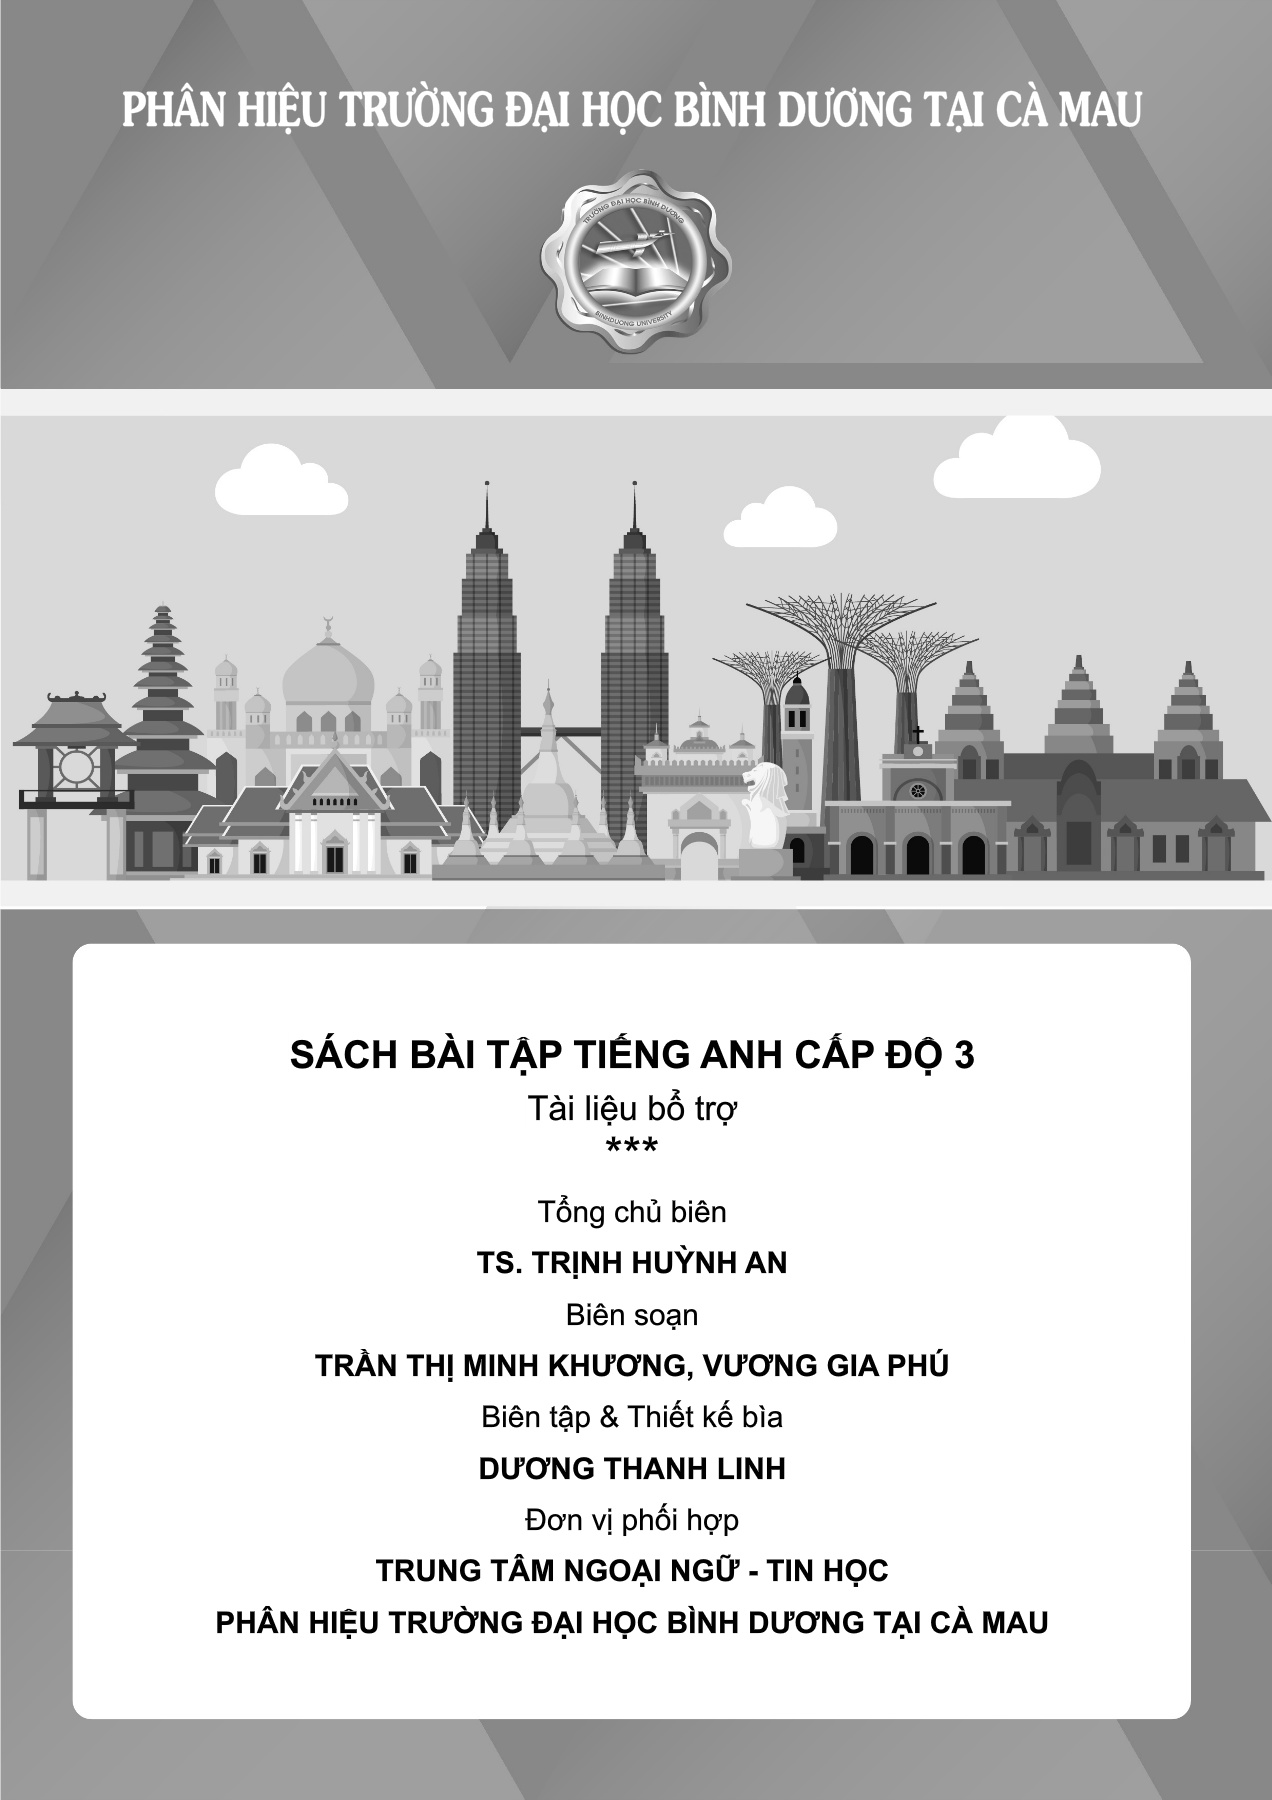 PHÂN HIỆU TRƯỜNG ĐẠI HỌC BÌNH DƯƠNG TẠI CÀ MAU
TRƯỜNG ĐẠI HỌC BÌNH DƯƠNG
BINHDUONG UNIVERSITY
SÁCH BÀI TẬP TIẾNG ANH CẤP ĐỘ 3
Tài liệu bổ trợ
***
Tổng chủ biên
TS. TRỊNH HUỲNH AN
Biên soạn
TRẦN THỊ MINH KHƯƠNG, VƯƠNG GIA PHÚ
Biên tập & Thiết kế bìa
DƯƠNG THANH LINH
Đơn vị phối hợp
TRUNG TÂM NGOẠI NGỮ - TIN HỌC
PHÂN HIỆU TRƯỜNG ĐẠI HỌC BÌNH DƯƠNG TẠI CÀ MAU